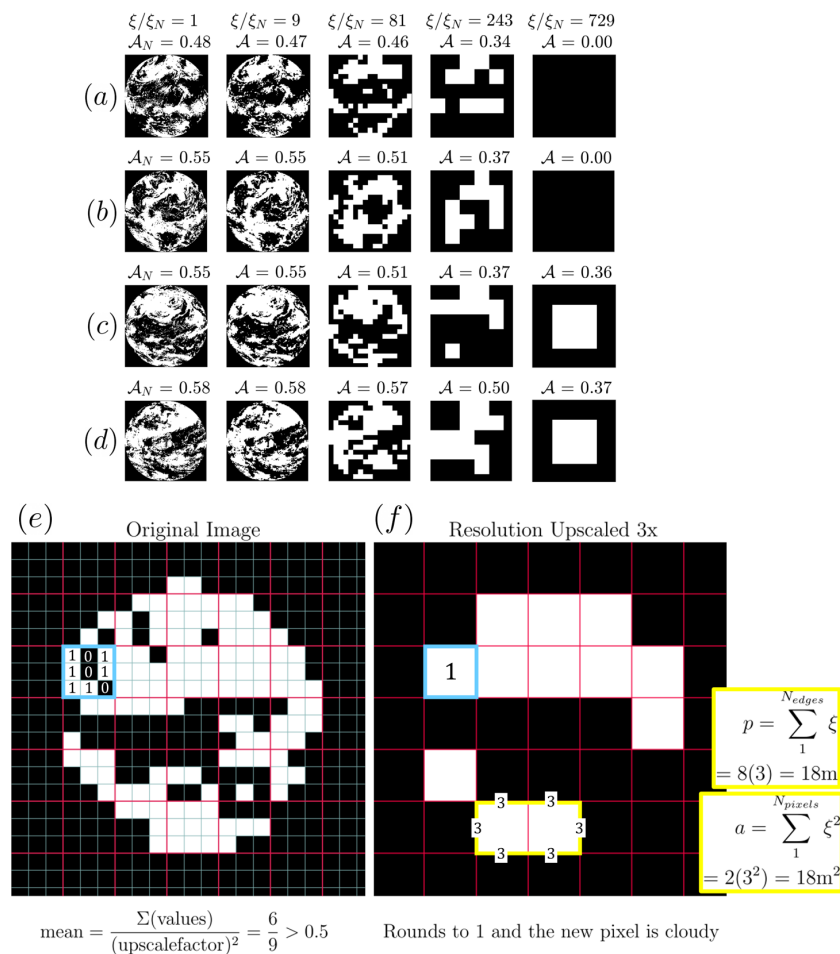 ξ/ξ_N = 1 ξ/ξ_N = 9 ξ/ξ_N = 81 ξ/ξ_N = 243 ξ/ξ_N = 729
𝒜_N = 0.48 𝒜 = 0.47 𝒜 = 0.46 𝒜 = 0.34 𝒜 = 0.00
(a)
𝒜_N = 0.55 𝒜 = 0.55 𝒜 = 0.51 𝒜 = 0.37 𝒜 = 0.00
(b)
𝒜_N = 0.55 𝒜 = 0.55 𝒜 = 0.51 𝒜 = 0.37 𝒜 = 0.36
(c)
𝒜_N = 0.58 𝒜 = 0.58 𝒜 = 0.57 𝒜 = 0.50 𝒜 = 0.37
(d)
(e) Original Image
1 0 1
1 0 1
1 1 0
mean = Σ(values) / (upscalefactor)² = 6/9 > 0.5
(f) Resolution Upscaled 3x
1
3 3
3 3
3 3
p = ∑_1^{N_edges} ξ
= 8(3) = 18m
a = ∑_1^{N_pixels} ξ²
= 2(3²) = 18m²
Rounds to 1 and the new pixel is cloudy